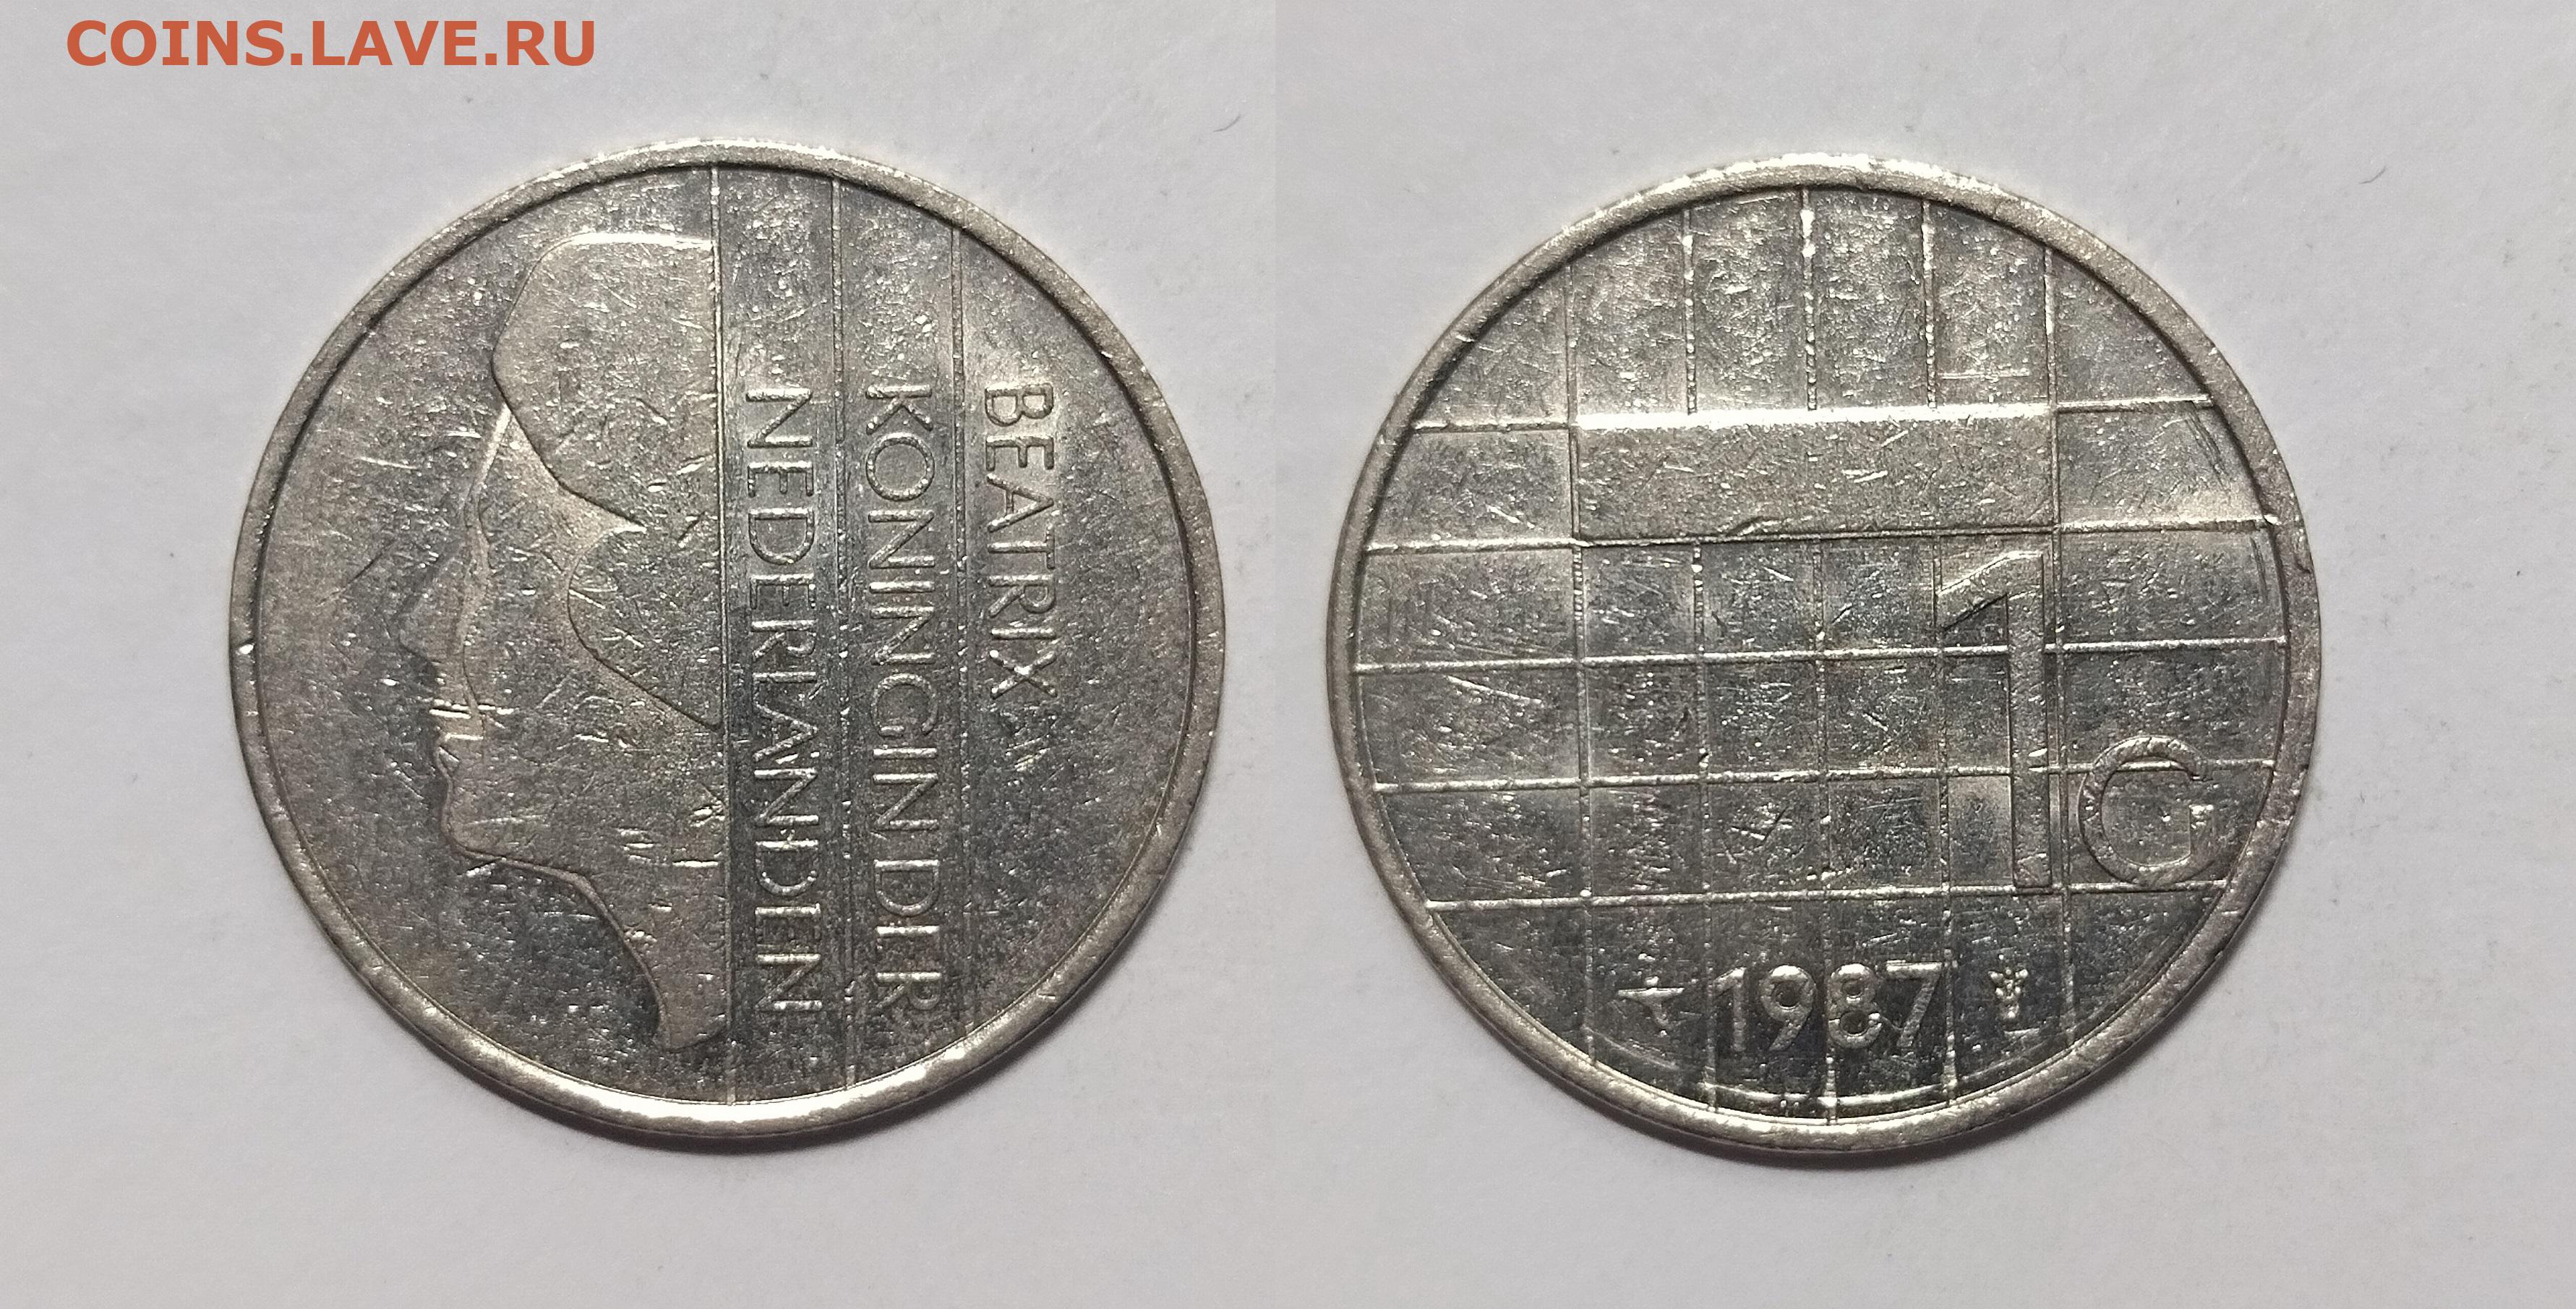 COINS.LAVE.RU
BEATRIX
KONINGIN DER
NEDERLANDEN
1 G
1987